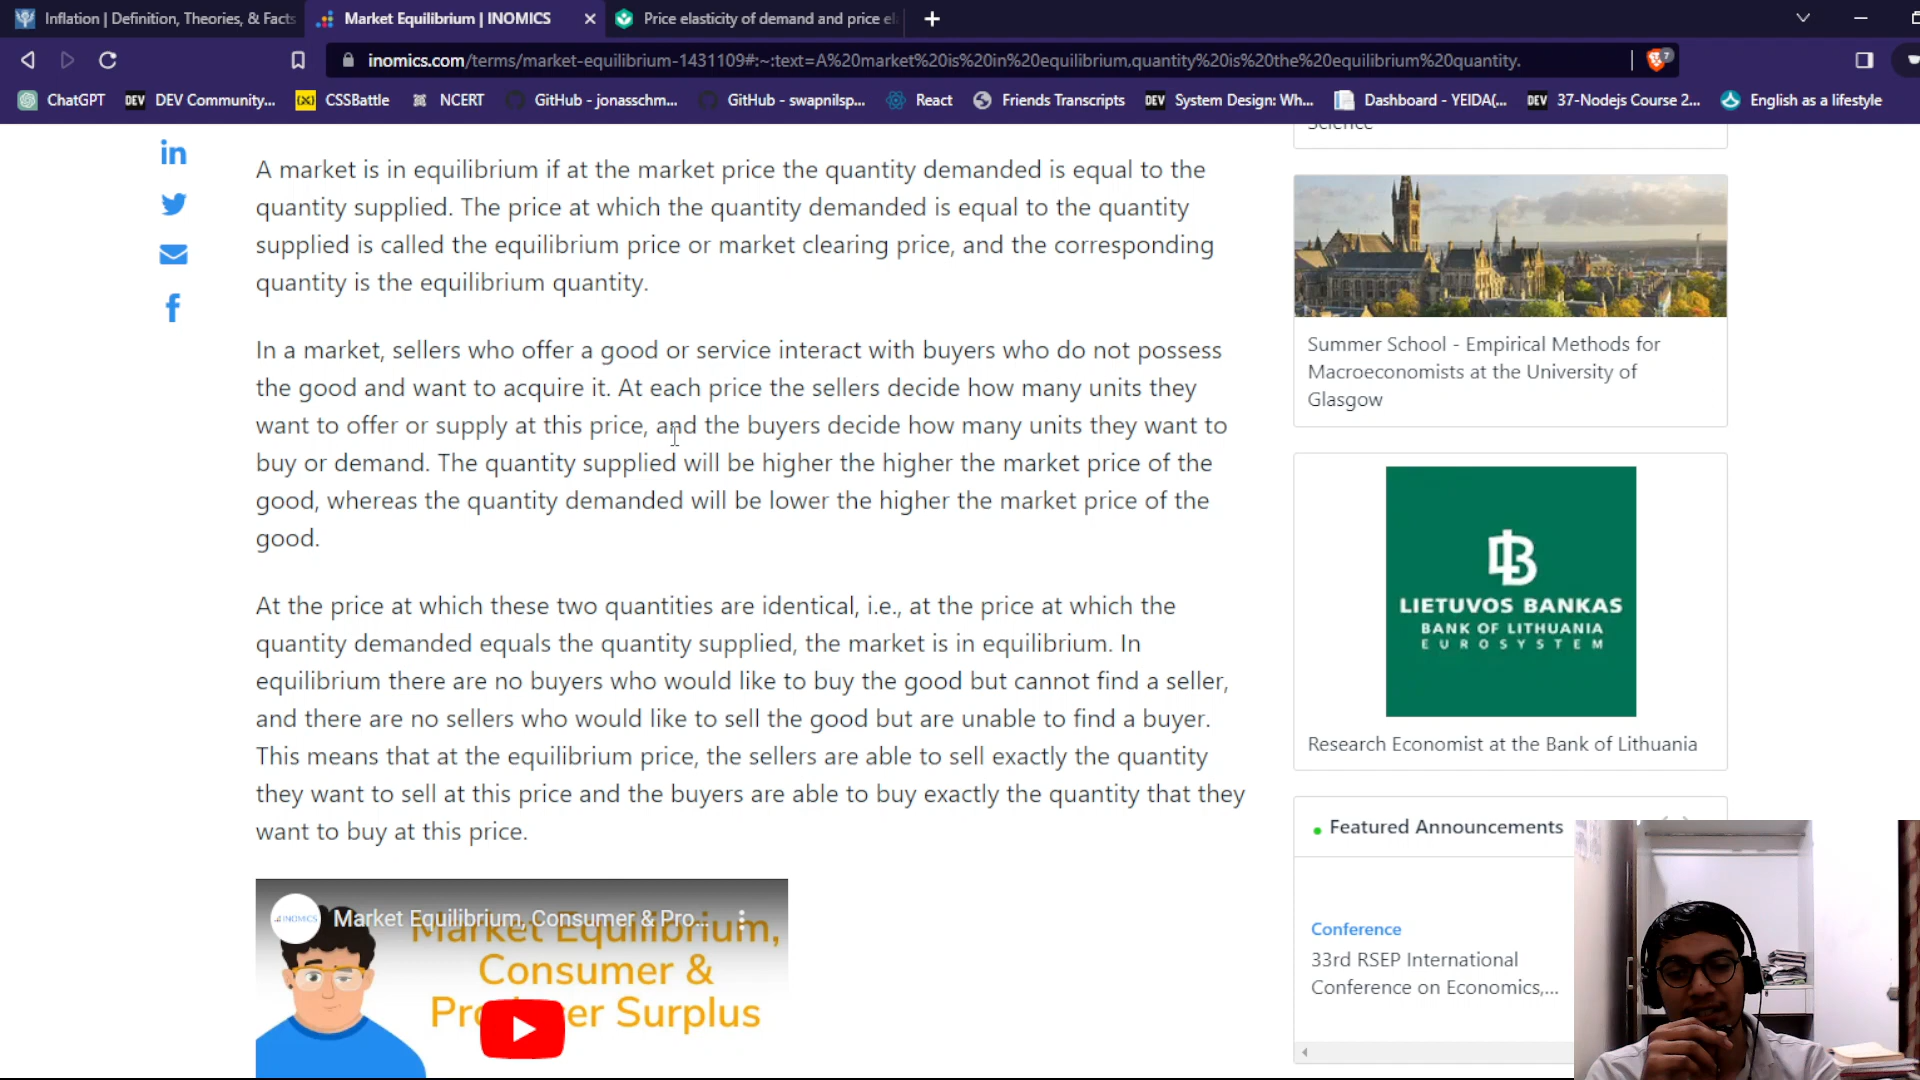 Inflation | Definition, Theories, & Facts
Market Equilibrium | INOMICS
Price elasticity of demand and price el
inomics.com/terms/market-equilibrium-1431109#:~:text=A%20market%20is%20in%20equilibrium,quantity%20is%20the%20equilibrium%20quantity.
7
ChatGPT
DEV DEV Community...
CSSBattle
NCERT
GitHub - jonasschm...
GitHub - swapnilsp...
React
Friends Transcripts
DEV System Design: Wh...
Dashboard - YEIDA(...
DEV 37-Nodejs Course 2...
English as a lifestyle
A market is in equilibrium if at the market price the quantity demanded is equal to the
quantity supplied. The price at which the quantity demanded is equal to the quantity
supplied is called the equilibrium price or market clearing price, and the corresponding
quantity is the equilibrium quantity.
In a market, sellers who offer a good or service interact with buyers who do not possess
the good and want to acquire it. At each price the sellers decide how many units they
want to offer or supply at this price, and the buyers decide how many units they want to
buy or demand. The quantity supplied will be higher the higher the market price of the
good, whereas the quantity demanded will be lower the higher the market price of the
good.
At the price at which these two quantities are identical, i.e., at the price at which the
quantity demanded equals the quantity supplied, the market is in equilibrium. In
equilibrium there are no buyers who would like to buy the good but cannot find a seller,
and there are no sellers who would like to sell the good but are unable to find a buyer.
This means that at the equilibrium price, the sellers are able to sell exactly the quantity
they want to sell at this price and the buyers are able to buy exactly the quantity that they
want to buy at this price.
INOMICS
Market Equilibrium, Consumer & Pro...
Market Equilibrium,
Consumer &
Pro er Surplus
Science
Summer School - Empirical Methods for
Macroeconomists at the University of
Glasgow
LIETUVOS BANKAS
BANK OF LITHUANIA
EUROSYSTEM
Research Economist at the Bank of Lithuania
Featured Announcements
Conference
33rd RSEP International
Conference on Economics,...